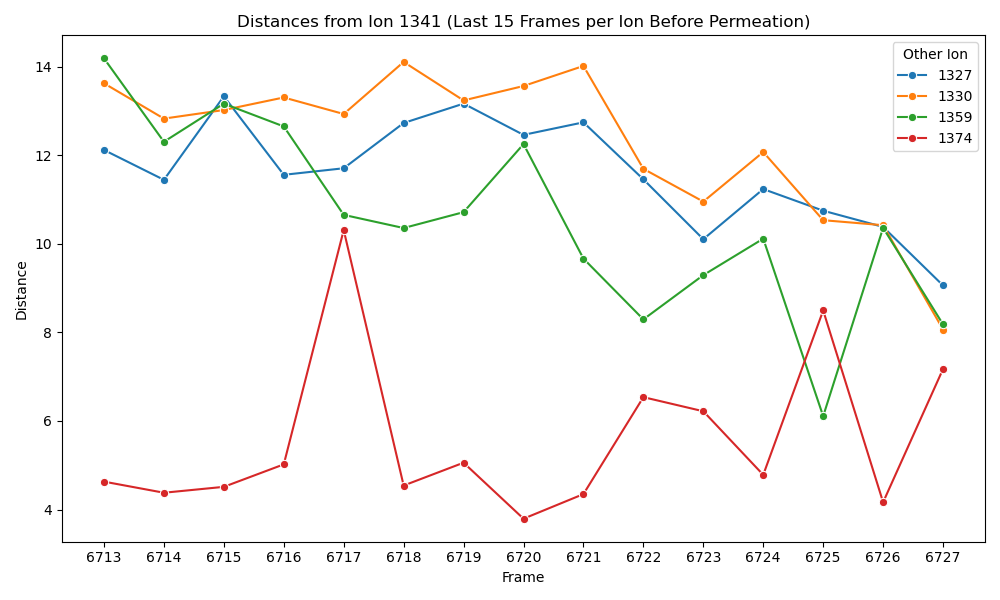 Distances from Ion 1341 (Last 15 Frames per Ion Before Permeation)
Other Ion
1327
1330
1359
1374
Distance
14
12
10
8
6
4
6713 6714 6715 6716 6717 6718 6719 6720 6721 6722 6723 6724 6725 6726 6727
Frame